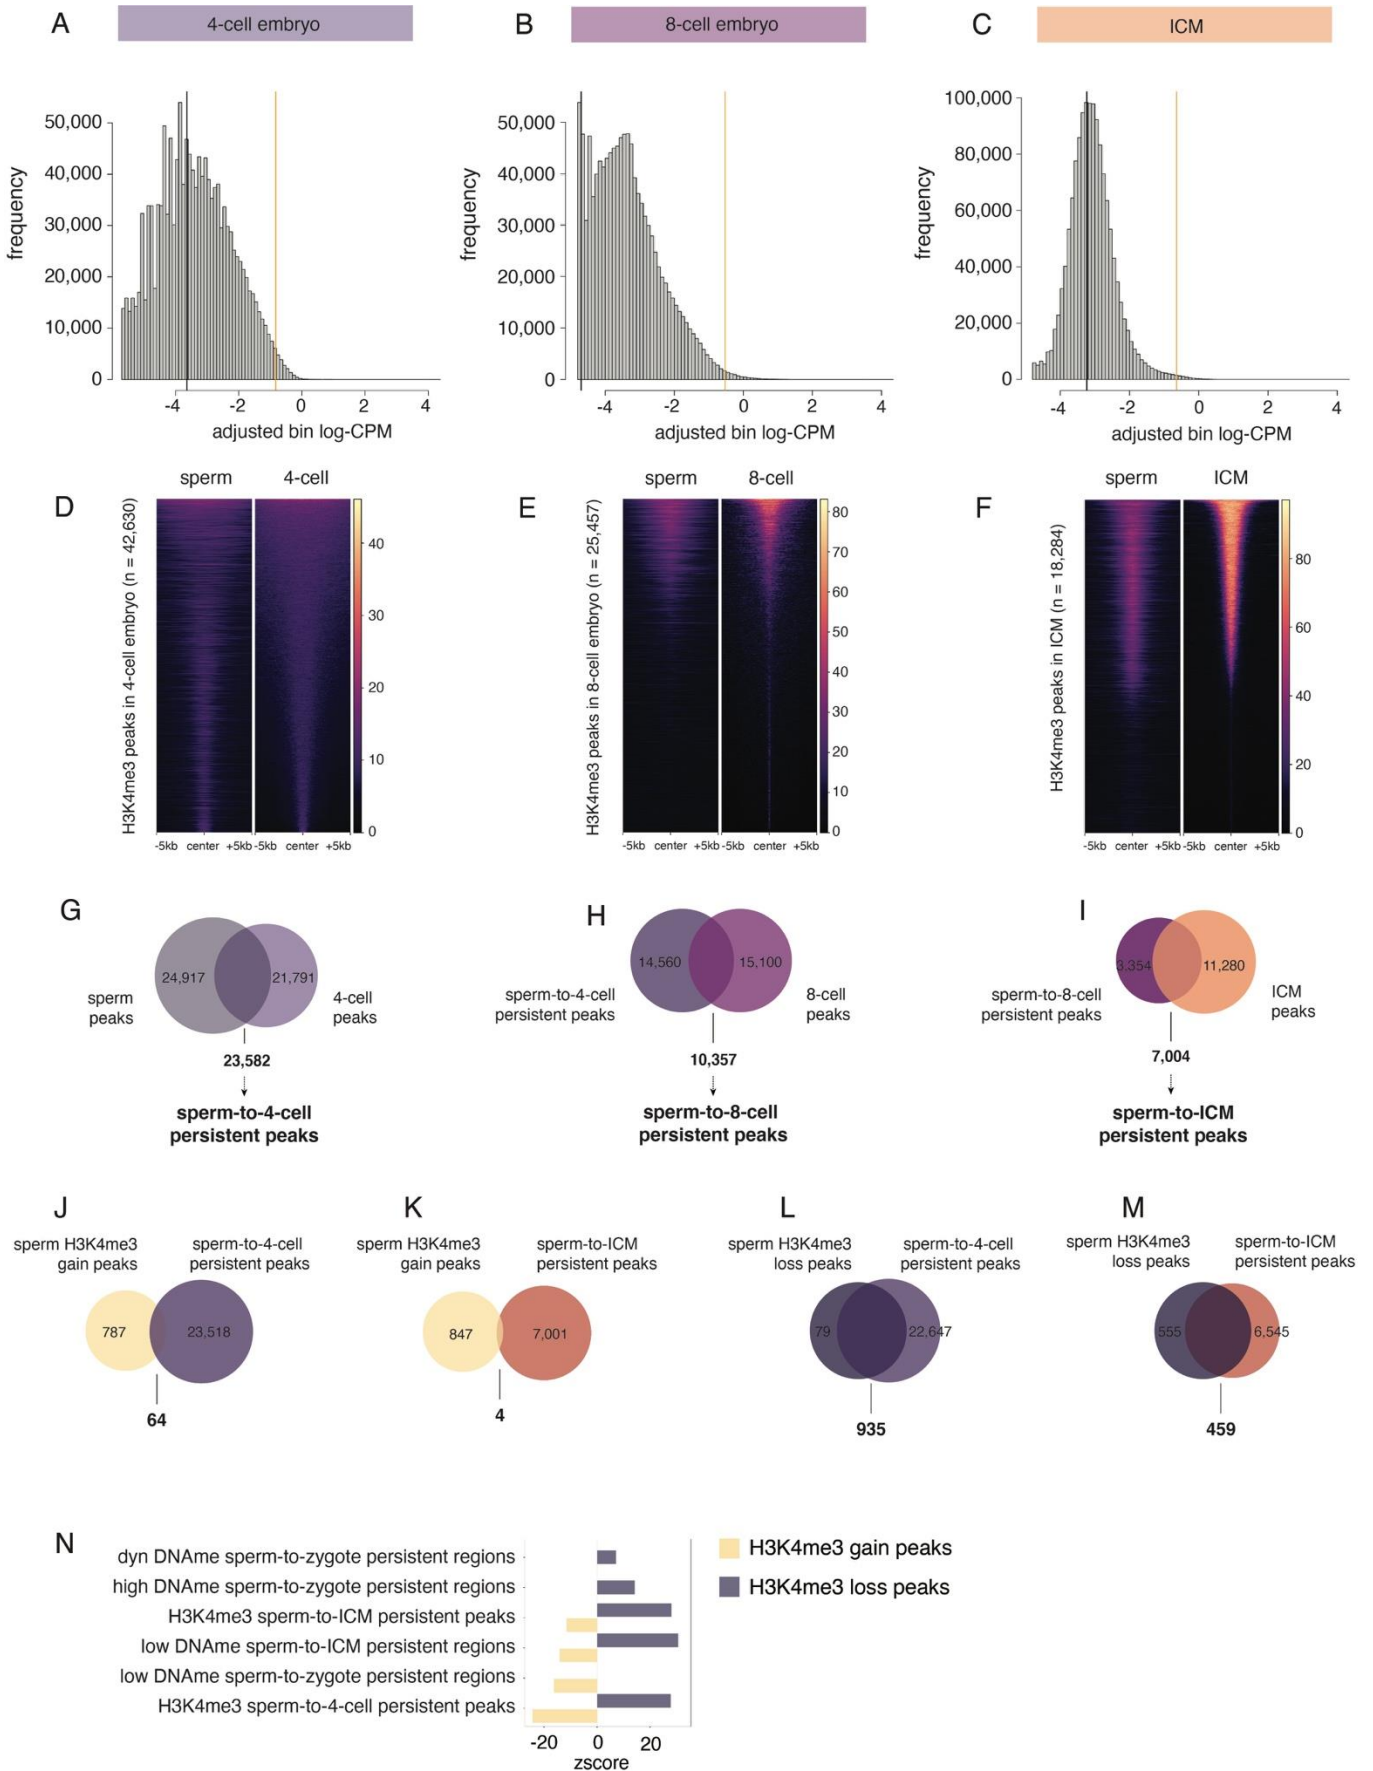 A
4-cell embryo
B
8-cell embryo
C
ICM
frequency
50,000
40,000
30,000
20,000
10,000
0
-4 -2 0 2 4
adjusted bin log-CPM
frequency
50,000
40,000
30,000
20,000
10,000
0
-4 -2 0 2 4
adjusted bin log-CPM
frequency
100,000
80,000
60,000
40,000
20,000
0
-4 -2 0 2 4
adjusted bin log-CPM
D
sperm 4-cell
H3K4me3 peaks in 4-cell embryo (n = 42,630)
40
30
20
10
0
-5kb center +5kb -5kb center +5kb
E
sperm 8-cell
H3K4me3 peaks in 8-cell embryo (n = 25,457)
80
70
60
50
40
30
20
10
0
-5kb center +5kb -5kb center +5kb
F
sperm ICM
H3K4me3 peaks in ICM (n = 18,284)
80
60
40
20
0
-5kb center +5kb -5kb center +5kb
G
24,917
21,791
sperm
peaks
4-cell
peaks
23,582
sperm-to-4-cell
persistent peaks
H
14,560
15,100
sperm-to-4-cell
persistent peaks
8-cell
peaks
10,357
sperm-to-8-cell
persistent peaks
I
3,354
11,280
sperm-to-8-cell
persistent peaks
ICM
peaks
7,004
sperm-to-ICM
persistent peaks
J
sperm H3K4me3
gain peaks
sperm-to-4-cell
persistent peaks
787
23,518
64
K
sperm H3K4me3
gain peaks
sperm-to-ICM
persistent peaks
847
7,001
4
L
sperm H3K4me3
loss peaks
sperm-to-4-cell
persistent peaks
79
22,647
935
M
sperm H3K4me3
loss peaks
sperm-to-ICM
persistent peaks
555
6,545
459
N
dyn DNAme sperm-to-zygote persistent regions
high DNAme sperm-to-zygote persistent regions
H3K4me3 sperm-to-ICM persistent peaks
low DNAme sperm-to-ICM persistent regions
low DNAme sperm-to-zygote persistent regions
H3K4me3 sperm-to-4-cell persistent peaks
-20 0 20
zscore
H3K4me3 gain peaks
H3K4me3 loss peaks